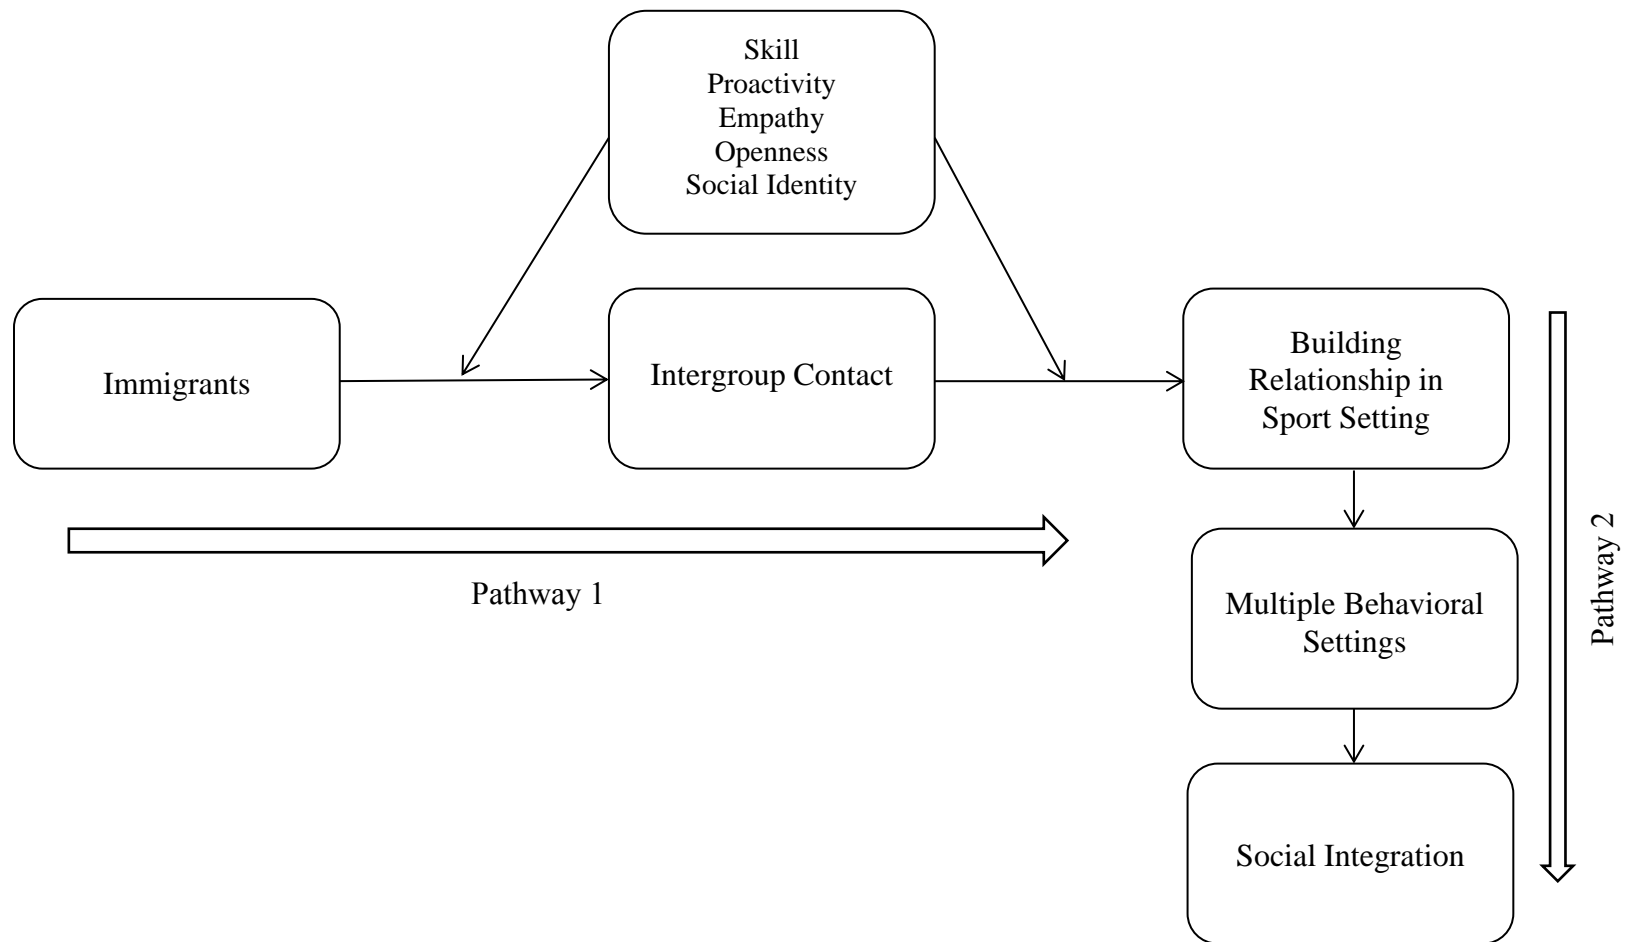 Skill
Proactivity
Empathy
Openness
Social Identity
Immigrants
Intergroup Contact
Building
Relationship in
Sport Setting
Pathway 1
Multiple Behavioral
Settings
Pathway 2
Social Integration